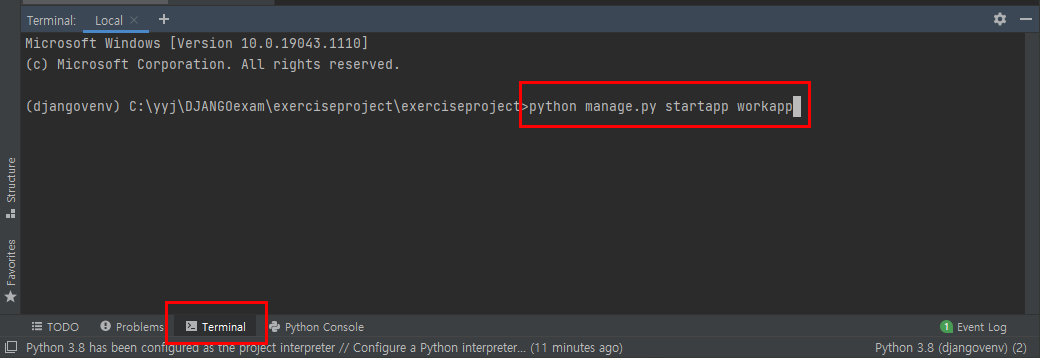 Terminal: Local × +
Microsoft Windows [Version 10.0.19043.1110]
(c) Microsoft Corporation. All rights reserved.
(djangovenv) C:\yyj\DJANGOexam\exerciseproject\exerciseproject>python manage.py startapp workapp
Structure
Favorites
TODO Problems Terminal Python Console 1 Event Log
Python 3.8 has been configured as the project interpreter // Configure a Python interpreter... (11 minutes ago) Python 3.8 (djangovenv) (2)